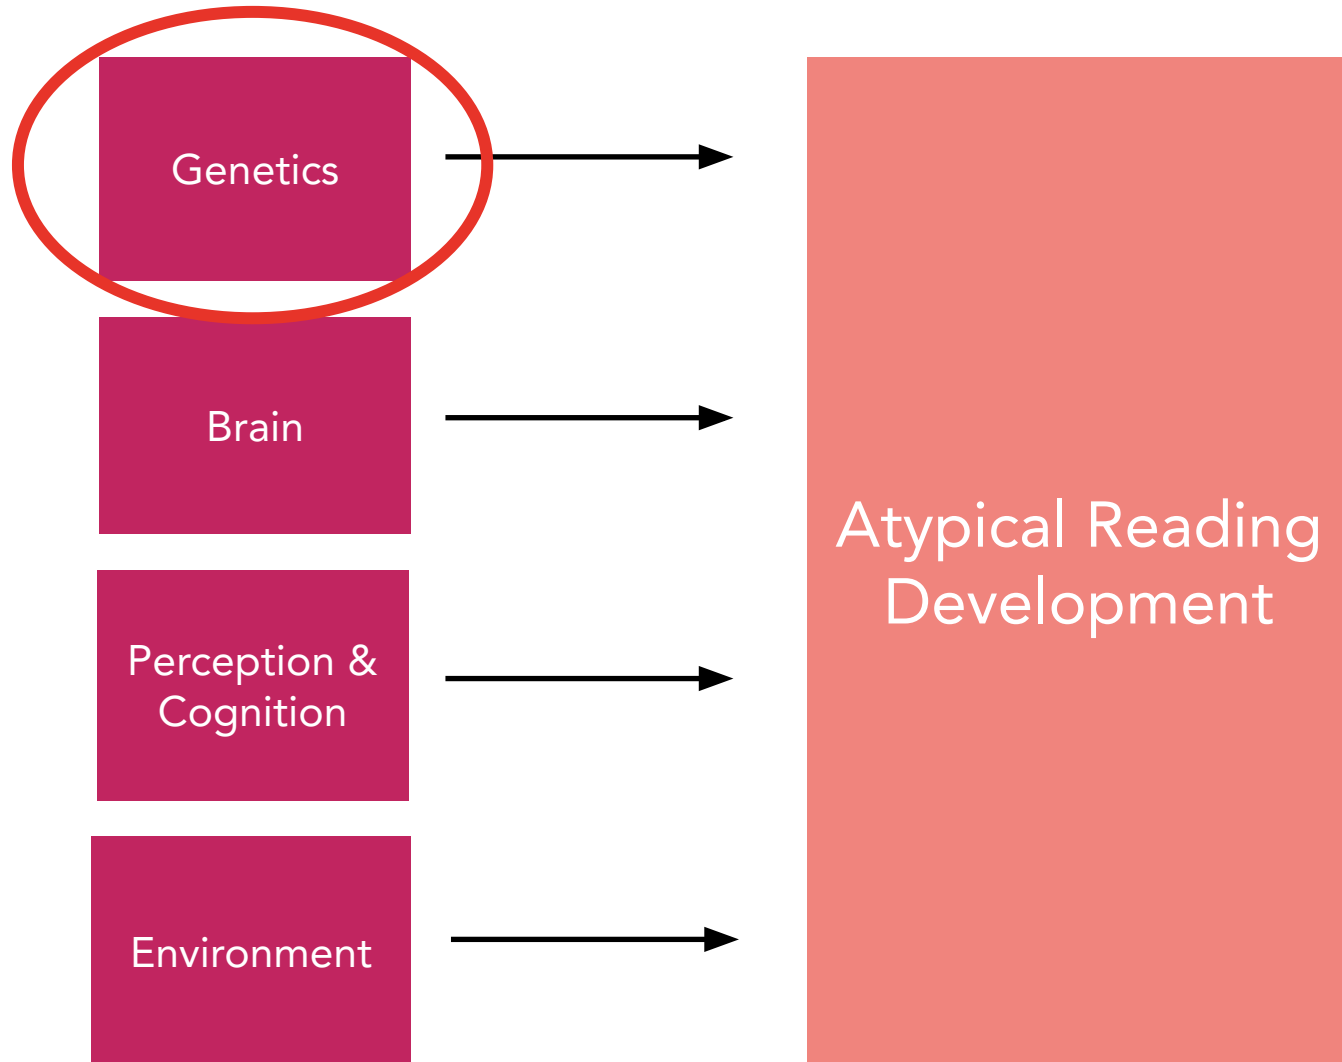 Genetics
Brain
Perception &
Cognition
Environment
Atypical Reading
Development